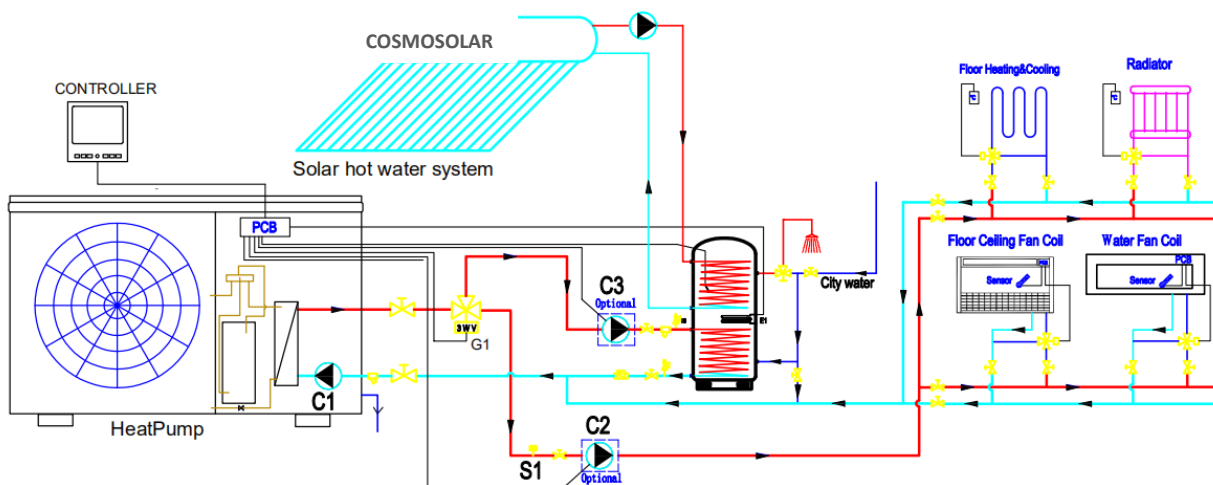 COSMOSOLAR
Solar hot water system
CONTROLLER
PCB
HeatPump
C1
3WV
G1
C3
Optional
E1
City water
S1
C2
Optional
Floor Heating&Cooling
Radiator
Floor Ceiling Fan Coil
Sensor
Water Fan Coil
PCB
Sensor